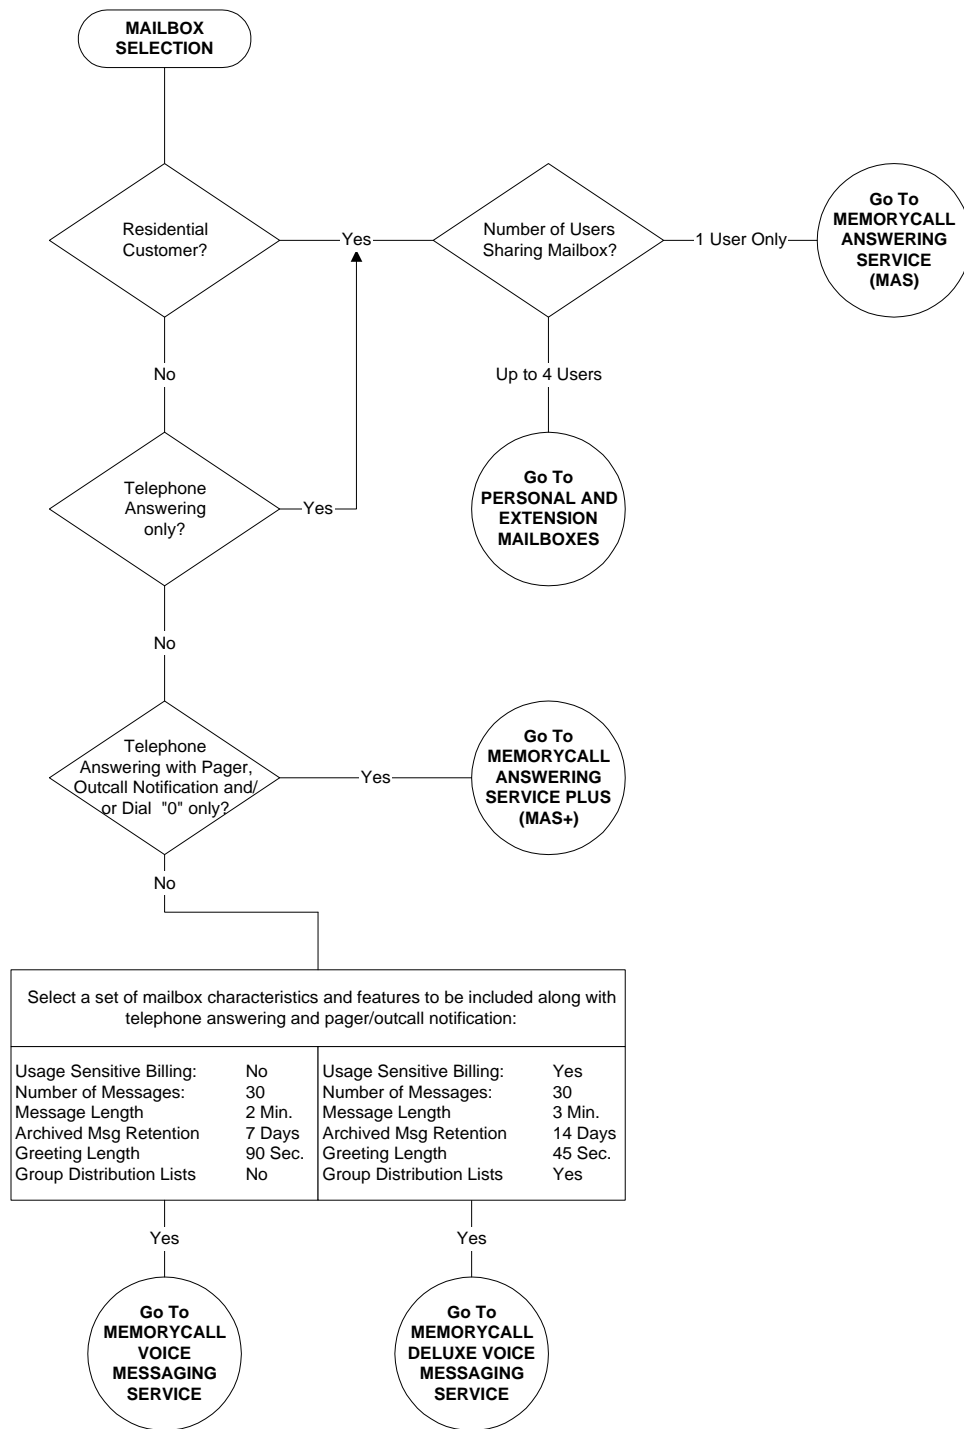 MAILBOX
SELECTION
Residential
Customer?
Yes
Number of Users
Sharing Mailbox?
1 User Only
Go To
MEMORYCALL
ANSWERING
SERVICE
(MAS)
No
Up to 4 Users
Telephone
Answering
only?
Yes
Go To
PERSONAL AND
EXTENSION
MAILBOXES
No
Telephone
Answering with Pager,
Outcall Notification and/
or Dial "0" only?
Yes
Go To
MEMORYCALL
ANSWERING
SERVICE PLUS
(MAS+)
No
Select a set of mailbox characteristics and features to be included along with
telephone answering and pager/outcall notification:
Usage Sensitive Billing: No
Number of Messages: 30
Message Length 2 Min.
Archived Msg Retention 7 Days
Greeting Length 90 Sec.
Group Distribution Lists No
Usage Sensitive Billing: Yes
Number of Messages: 30
Message Length 3 Min.
Archived Msg Retention 14 Days
Greeting Length 45 Sec.
Group Distribution Lists Yes
Yes
Go To
MEMORYCALL
VOICE
MESSAGING
SERVICE
Yes
Go To
MEMORYCALL
DELUXE VOICE
MESSAGING
SERVICE